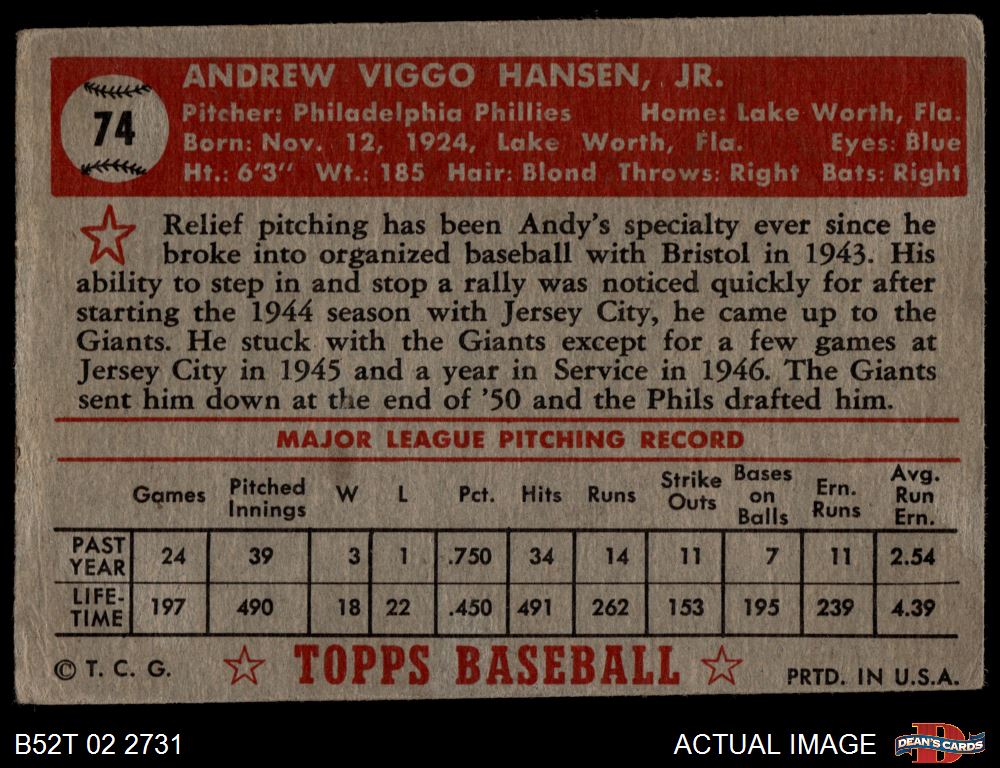 74
ANDREW VIGGO HANSEN, JR.
Pitcher: Philadelphia Phillies Home: Lake Worth, Fla.
Born: Nov. 12, 1924, Lake Worth, Fla. Eyes: Blue
Ht.: 6'3" Wt.: 185 Hair: Blond Throws: Right Bats: Right
Relief pitching has been Andy's specialty ever since he
broke into organized baseball with Bristol in 1943. His
ability to step in and stop a rally was noticed quickly for after
starting the 1944 season with Jersey City, he came up to the
Giants. He stuck with the Giants except for a few games at
Jersey City in 1945 and a year in Service in 1946. The Giants
sent him down at the end of '50 and the Phils drafted him.
MAJOR LEAGUE PITCHING RECORD
Games Pitched Innings W L Pct. Hits Runs Strike Outs Bases on Balls Ern. Runs Avg. Run Ern.
PAST YEAR 24 39 3 1 .750 34 14 11 7 11 2.54
LIFE-TIME 197 490 18 22 .450 491 262 153 195 239 4.39
© T. C. G. TOPPS BASEBALL PRTD. IN U.S.A.
B52T 02 2731 ACTUAL IMAGE DEAN'S CARDS